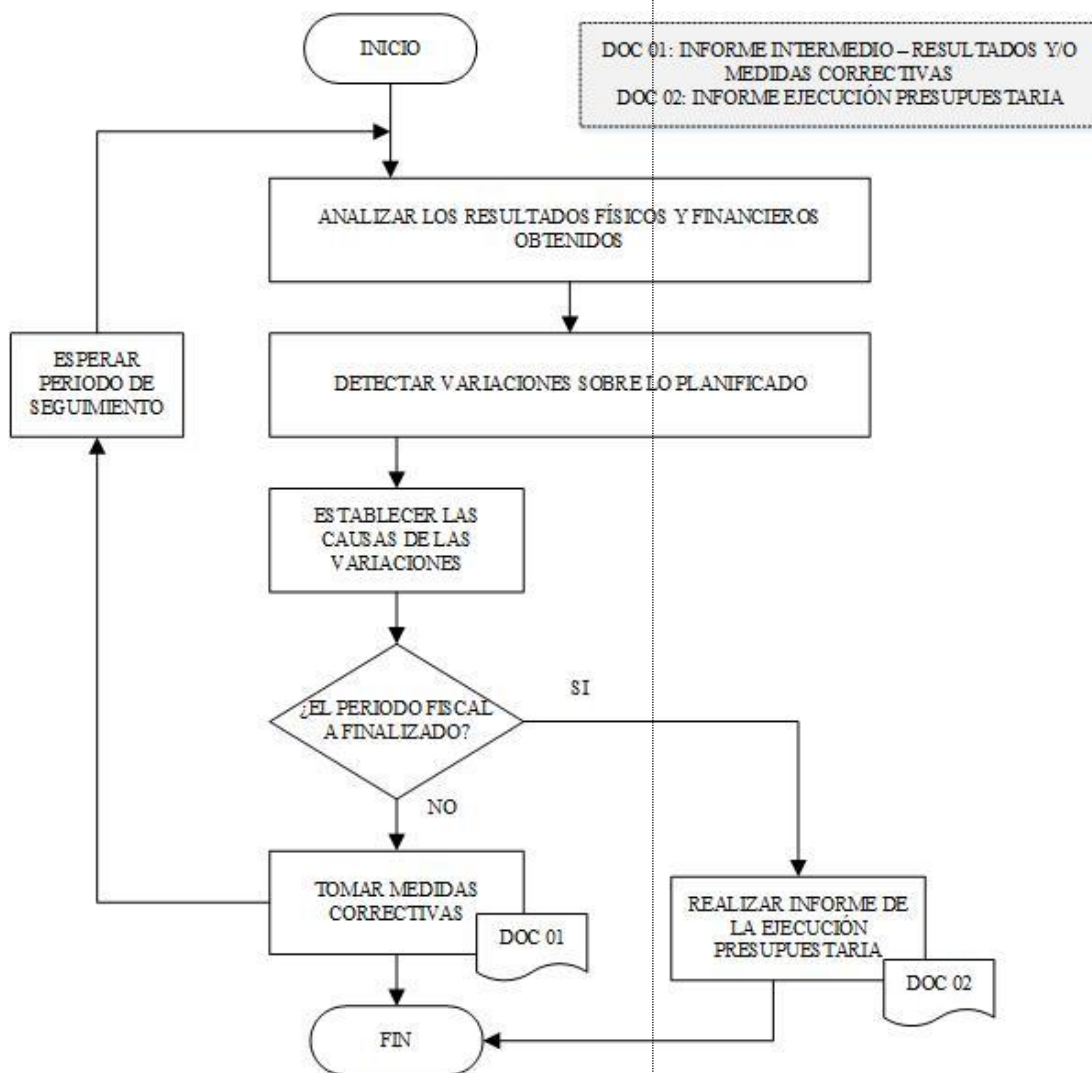 INICIO
DOC 01: INFORME INTERMEDIO – RESULTADOS Y/O
MEDIDAS CORRECTIVAS
DOC 02: INFORME EJECUCIÓN PRESUPUESTARIA
ANALIZAR LOS RESULTADOS FÍSICOS Y FINANCIEROS
OBTENIDOS
ESPERAR
PERIODO DE
SEGUIMIENTO
DETECTAR VARIACIONES SOBRE LO PLANIFICADO
ESTABLECER LAS
CAUSAS DE LAS
VARIACIONES
¿EL PERIODO FISCAL
A FINALIZADO?
SI
NO
TOMAR MEDIDAS
CORRECTIVAS
DOC 01
REALIZAR INFORME DE
LA EJECUCIÓN
PRESUPUESTARIA
DOC 02
FIN